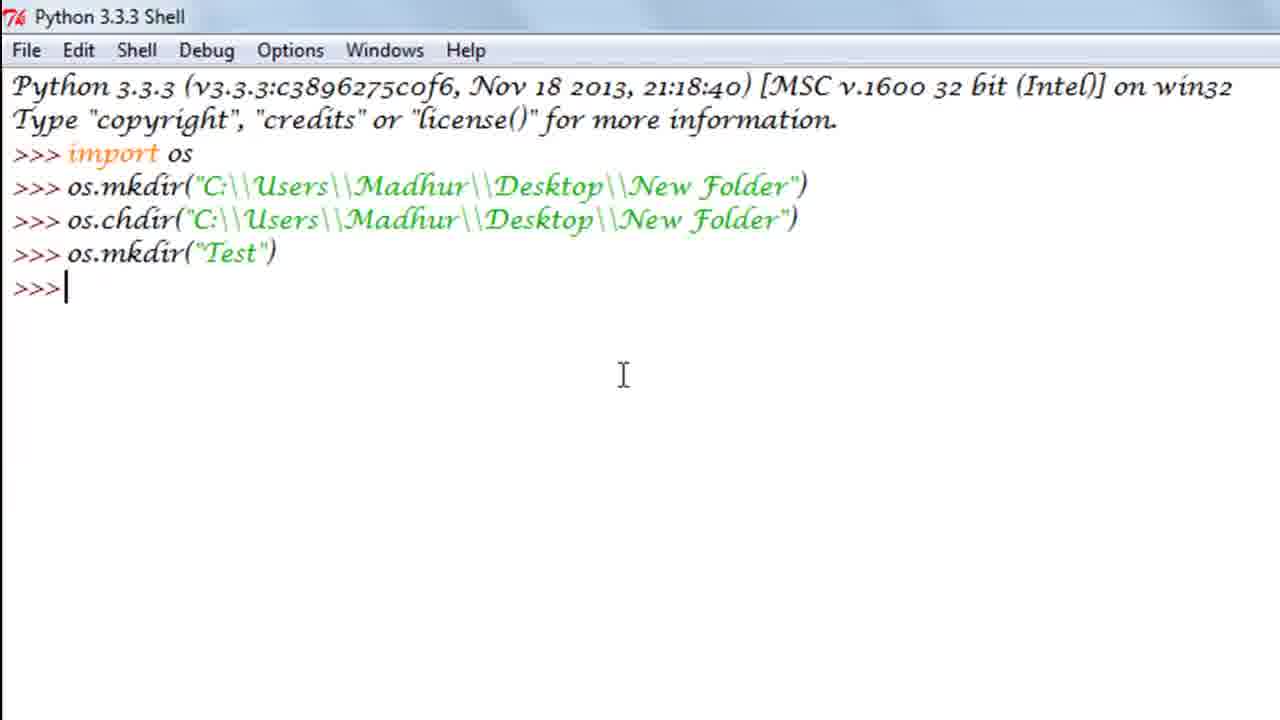 Python 3.3.3 Shell
File Edit Shell Debug Options Windows Help
Python 3.3.3 (v3.3.3:c3896275c0f6, Nov 18 2013, 21:18:40) [MSC v.1600 32 bit (Intel)] on win32
Type "copyright", "credits" or "license()" for more information.
>>> import os
>>> os.mkdir("C:\\Users\\Madhur\\Desktop\\New Folder")
>>> os.chdir("C:\\Users\\Madhur\\Desktop\\New Folder")
>>> os.mkdir("Test")
>>>